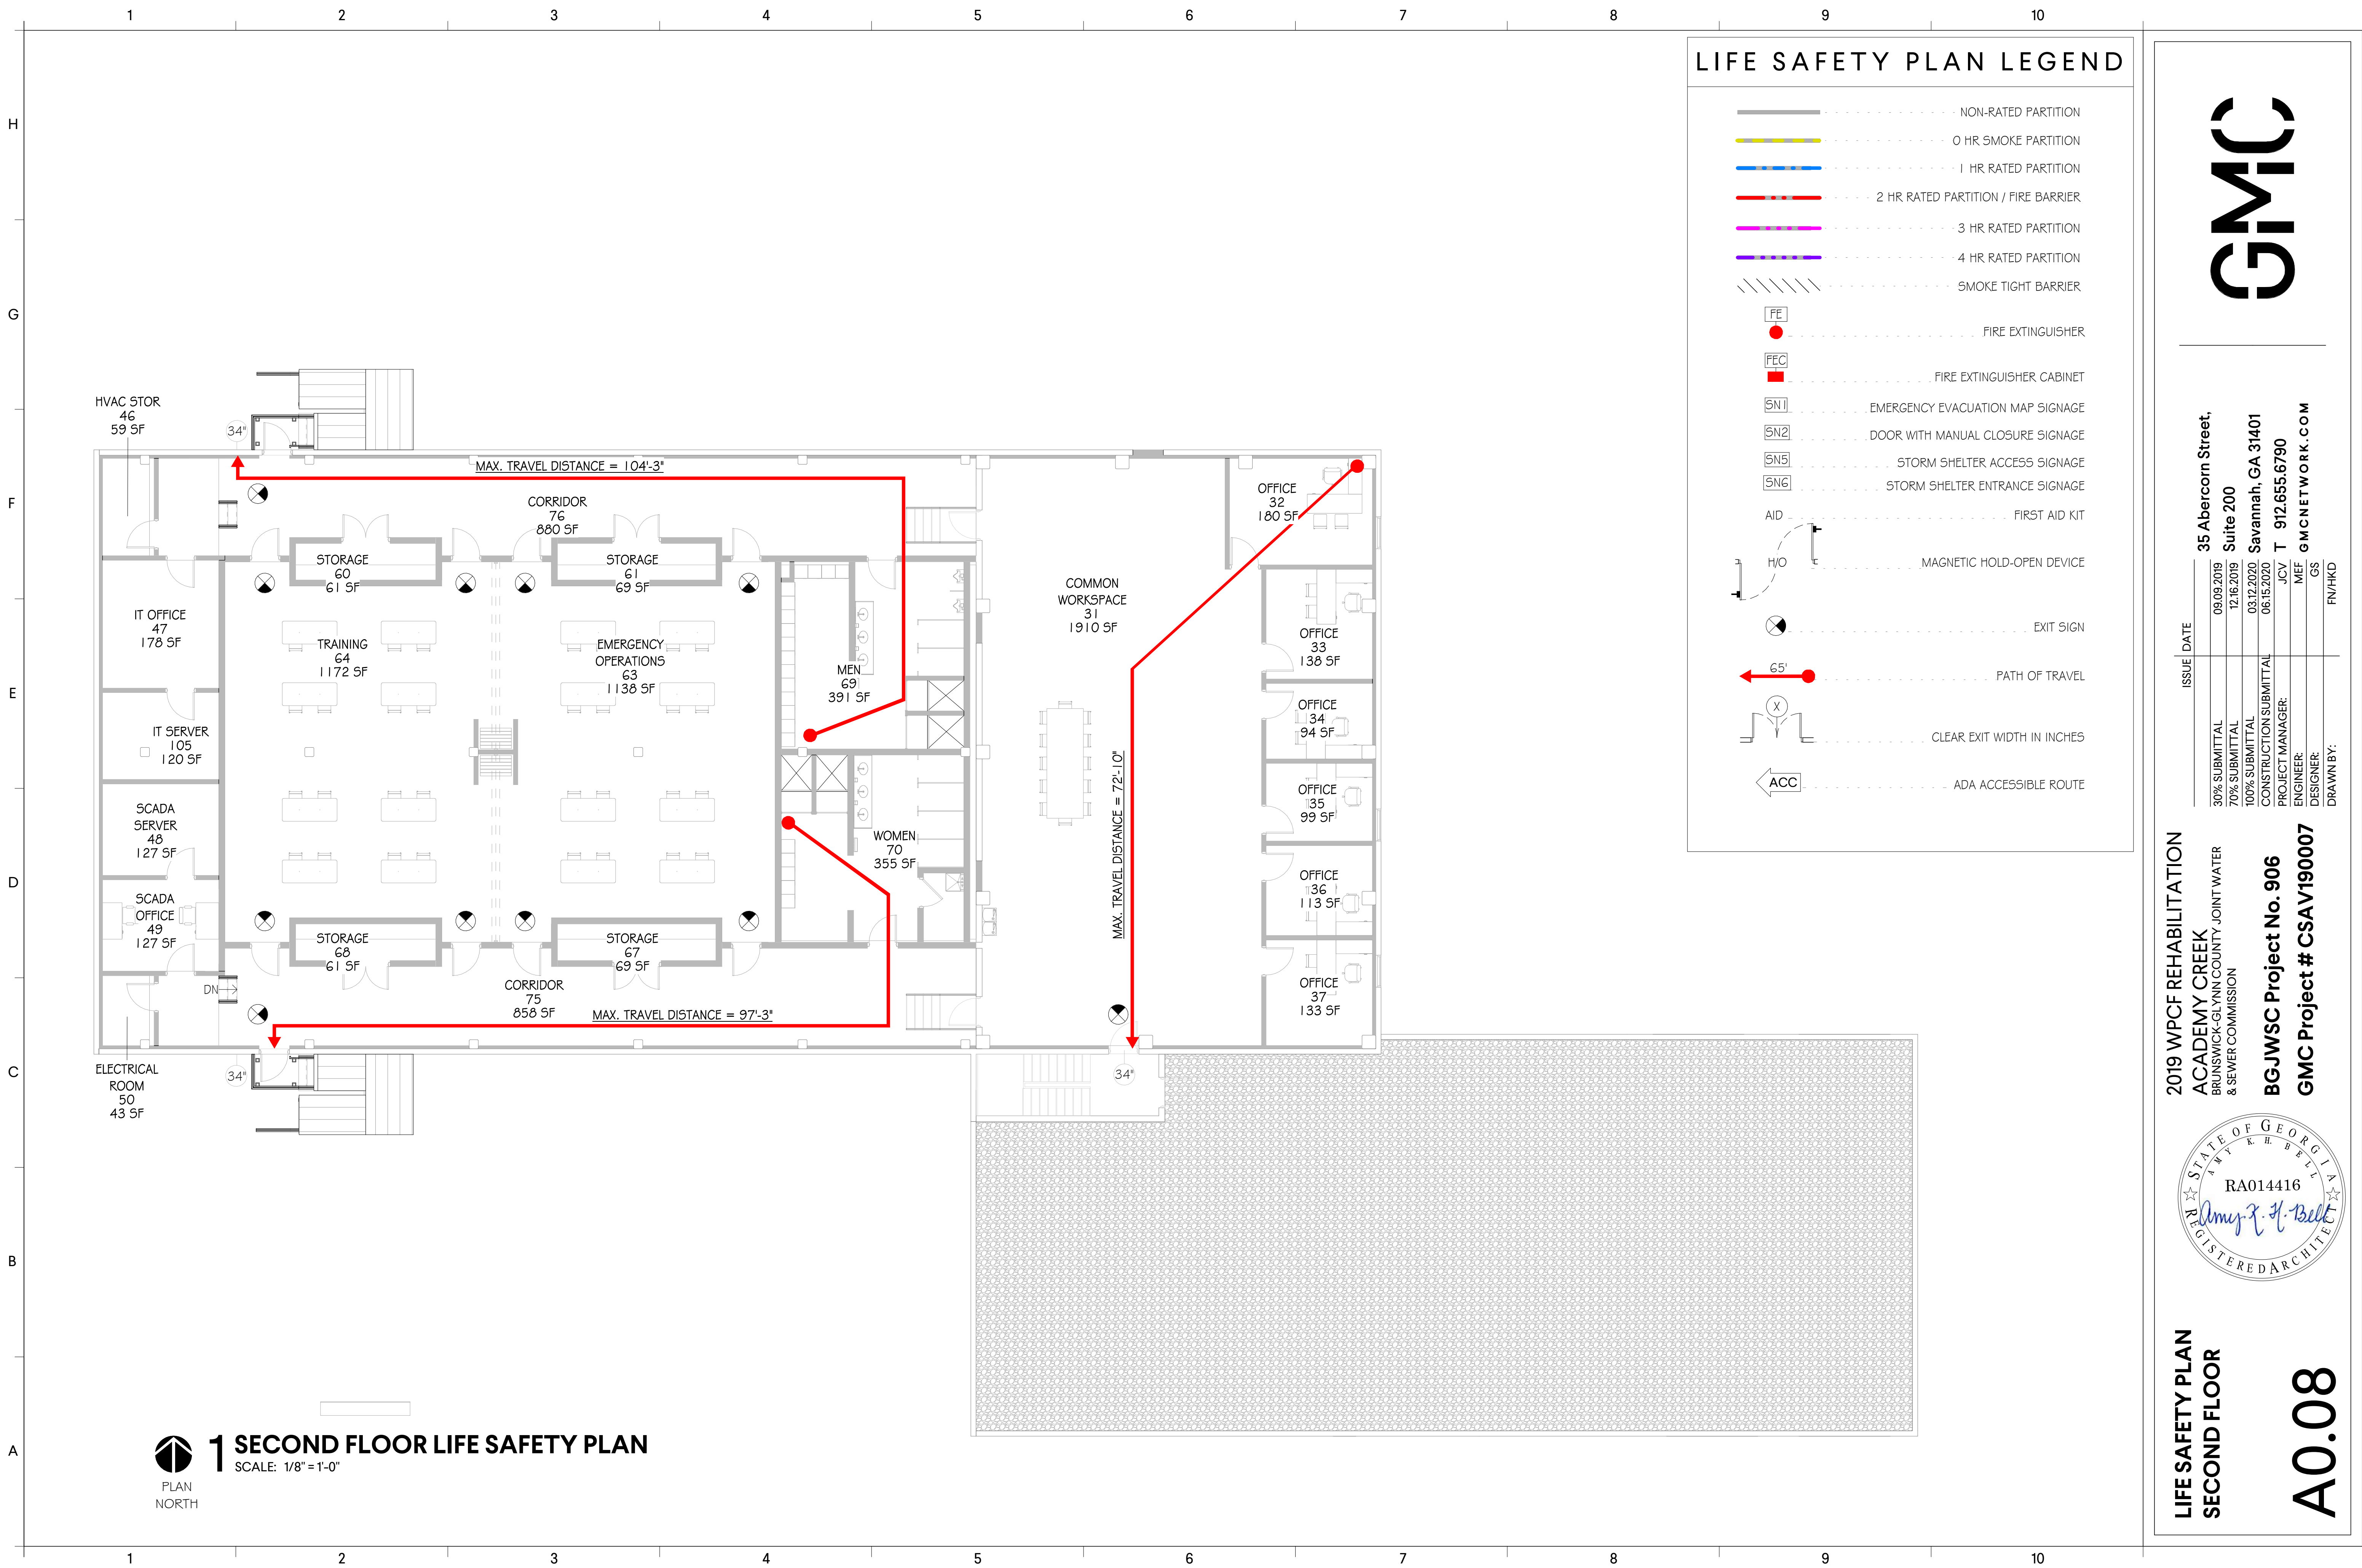 1 2 3 4 5 6 7 8 9 10
H
G
F
E
D
C
B
A
LIFE SAFETY PLAN LEGEND
NON-RATED PARTITION
0 HR SMOKE PARTITION
1 HR RATED PARTITION
2 HR RATED PARTITION / FIRE BARRIER
3 HR RATED PARTITION
4 HR RATED PARTITION
SMOKE TIGHT BARRIER
FE
FIRE EXTINGUISHER
FEC
FIRE EXTINGUISHER CABINET
SN1 EMERGENCY EVACUATION MAP SIGNAGE
SN2 DOOR WITH MANUAL CLOSURE SIGNAGE
SN5 STORM SHELTER ACCESS SIGNAGE
SN6 STORM SHELTER ENTRANCE SIGNAGE
AID FIRST AID KIT
H/O MAGNETIC HOLD-OPEN DEVICE
EXIT SIGN
65'
PATH OF TRAVEL
X
CLEAR EXIT WIDTH IN INCHES
ACC ADA ACCESSIBLE ROUTE
HVAC STOR
46
59 SF
34"
MAX. TRAVEL DISTANCE = 104'-3"
CORRIDOR
76
880 SF
OFFICE
32
180 SF
STORAGE
60
61 SF
STORAGE
61
69 SF
COMMON
WORKSPACE
31
1910 SF
IT OFFICE
47
178 SF
TRAINING
64
1172 SF
EMERGENCY
OPERATIONS
63
1138 SF
MEN
69
391 SF
OFFICE
33
138 SF
OFFICE
34
94 SF
IT SERVER
105
120 SF
MAX. TRAVEL DISTANCE = 72'-10"
OFFICE
35
99 SF
SCADA
SERVER
48
127 SF
WOMEN
70
355 SF
OFFICE
36
113 SF
SCADA
OFFICE
49
127 SF
STORAGE
68
61 SF
STORAGE
67
69 SF
OFFICE
37
133 SF
DN
CORRIDOR
75
858 SF
MAX. TRAVEL DISTANCE = 97'-3"
34"
34"
ELECTRICAL
ROOM
50
43 SF
PLAN
NORTH
1 SECOND FLOOR LIFE SAFETY PLAN
SCALE: 1/8" = 1'-0"
GMC
35 Abercorn Street,
Suite 200
Savannah, GA 31401
T 912.655.6790
GMCNETWORK.COM
ISSUE DATE
30% SUBMITTAL 09.09.2019
70% SUBMITTAL 12.16.2019
100% SUBMITTAL 03.12.2020
CONSTRUCTION SUBMITTAL 06.15.2020
PROJECT MANAGER: JCV
ENGINEER: MEF
DESIGNER: GS
DRAWN BY: FN/HKD
2019 WPCF REHABILITATION
ACADEMY CREEK
BRUNSWICK-GLYNN COUNTY JOINT WATER
& SEWER COMMISSION
BGJWSC Project No. 906
GMC Project # CSAV190007
STATE OF GEORGIA
AMY K. H. BELL
RA014416
Amy K. H. Bell
REGISTERED ARCHITECT
LIFE SAFETY PLAN
SECOND FLOOR
A0.08
1 2 3 4 5 6 7 8 9 10